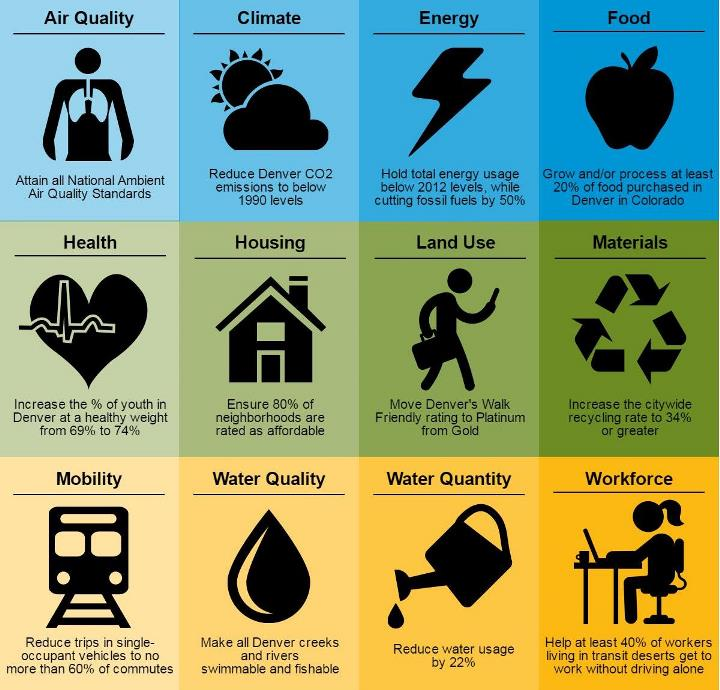 Air Quality
Attain all National Ambient
Air Quality Standards
Climate
Reduce Denver CO2
emissions to below
1990 levels
Energy
Hold total energy usage
below 2012 levels, while
cutting fossil fuels by 50%
Food
Grow and/or process at least
20% of food purchased in
Denver in Colorado
Health
Increase the % of youth in
Denver at a healthy weight
from 69% to 74%
Housing
Ensure 80% of
neighborhoods are
rated as affordable
Land Use
Move Denver's Walk
Friendly rating to Platinum
from Gold
Materials
Increase the citywide
recycling rate to 34%
or greater
Mobility
Reduce trips in single-
occupant vehicles to no
more than 60% of commutes
Water Quality
Make all Denver creeks
and rivers
swimmable and fishable
Water Quantity
Reduce water usage
by 22%
Workforce
Help at least 40% of workers
living in transit deserts get to
work without driving alone